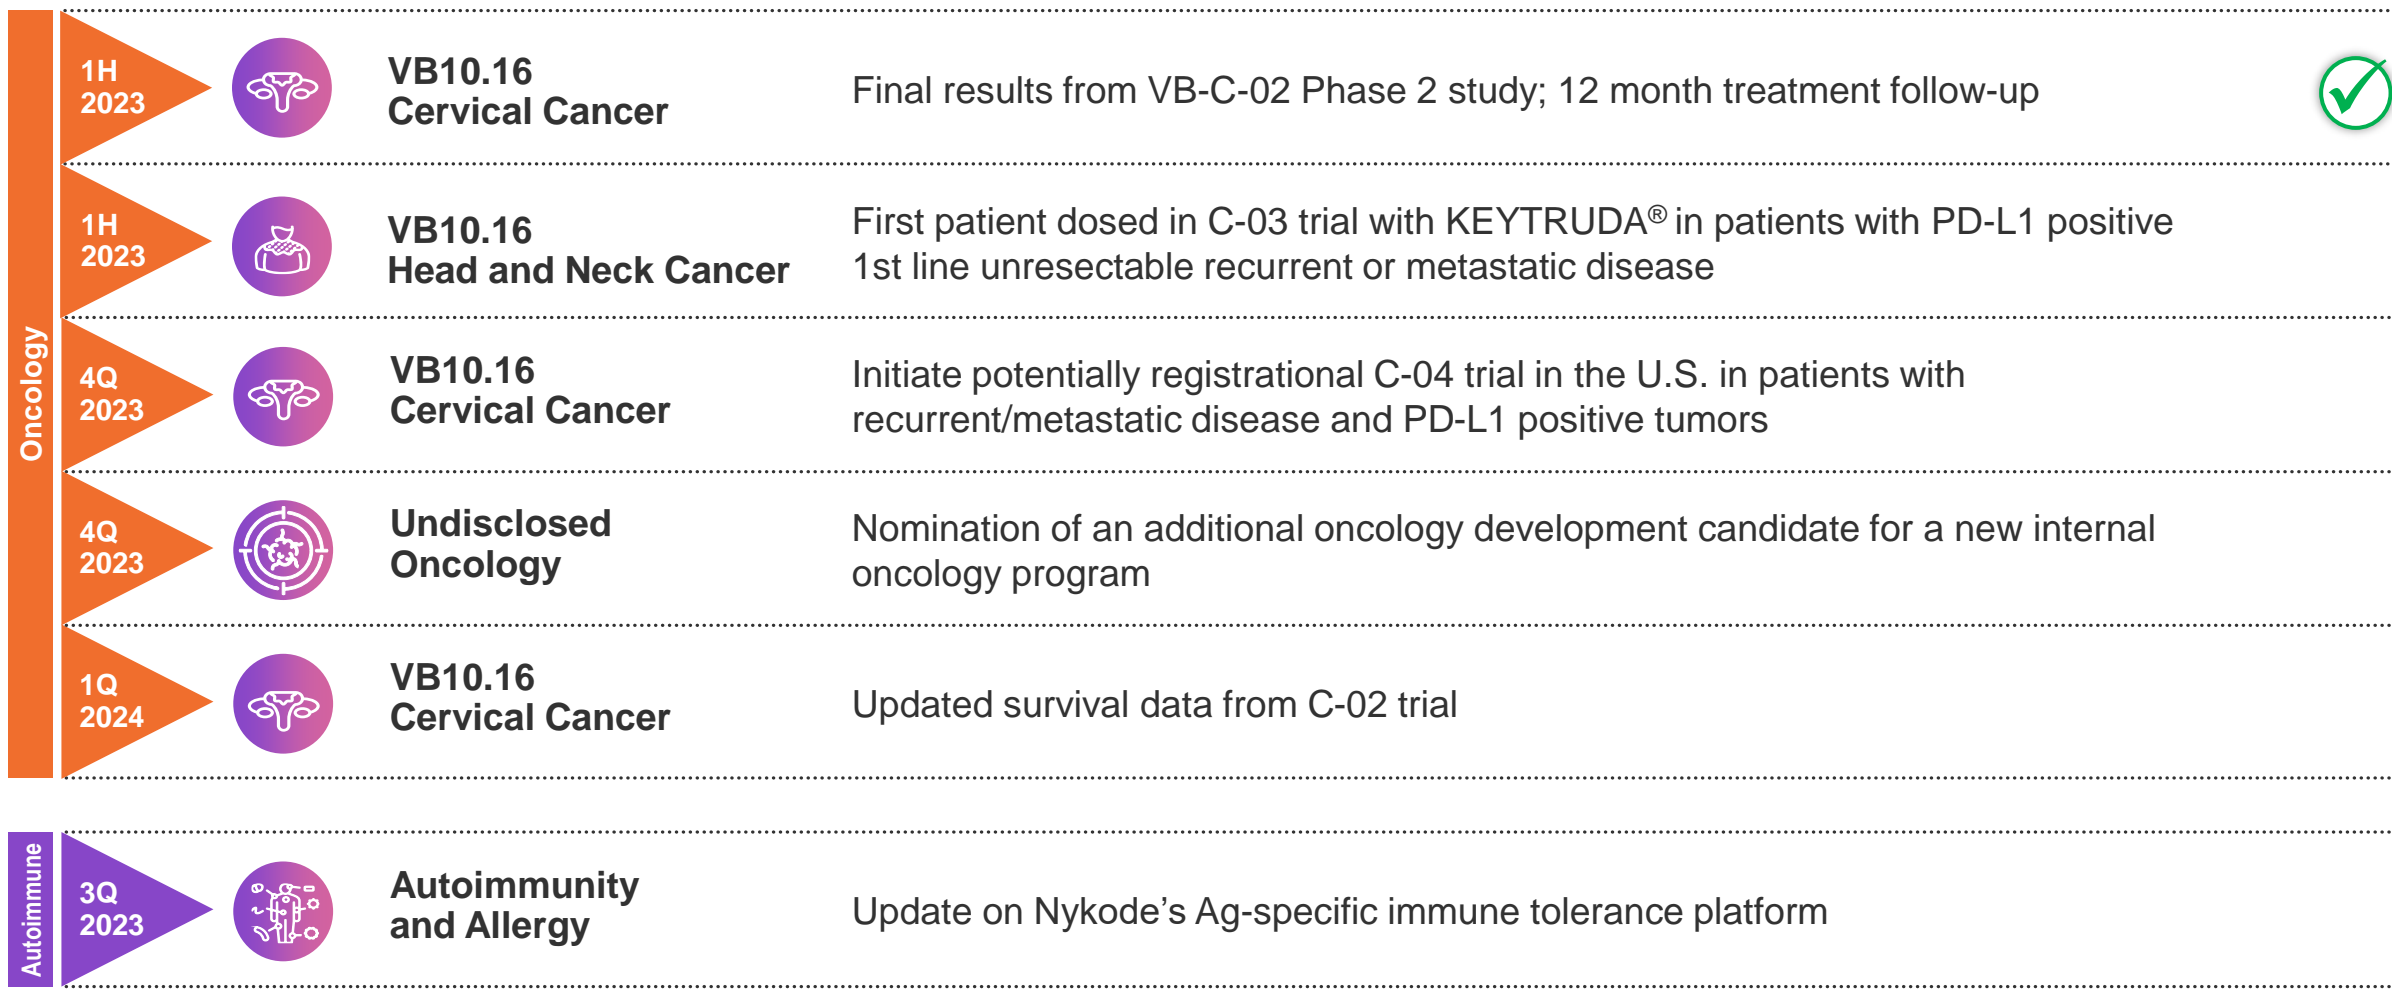 Oncology
1H
2023
VB10.16
Cervical Cancer
Final results from VB-C-02 Phase 2 study; 12 month treatment follow-up
1H
2023
VB10.16
Head and Neck Cancer
First patient dosed in C-03 trial with KEYTRUDA® in patients with PD-L1 positive
1st line unresectable recurrent or metastatic disease
4Q
2023
VB10.16
Cervical Cancer
Initiate potentially registrational C-04 trial in the U.S. in patients with
recurrent/metastatic disease and PD-L1 positive tumors
4Q
2023
Undisclosed
Oncology
Nomination of an additional oncology development candidate for a new internal
oncology program
1Q
2024
VB10.16
Cervical Cancer
Updated survival data from C-02 trial
Autoimmune
3Q
2023
Autoimmunity
and Allergy
Update on Nykode’s Ag-specific immune tolerance platform